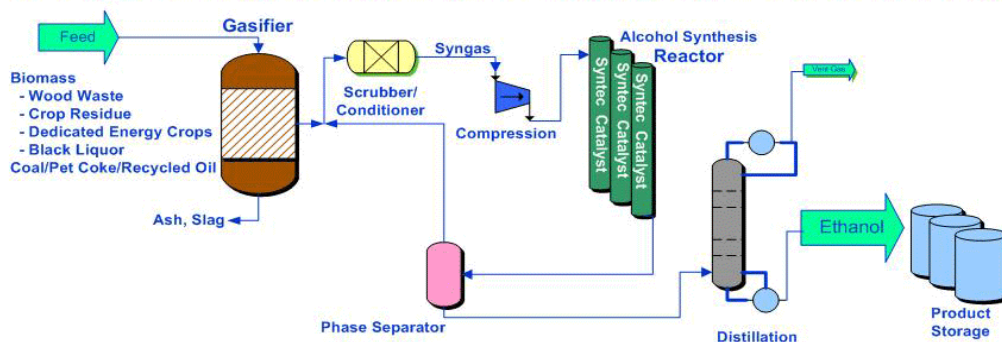 Feed
Gasifier
Biomass
- Wood Waste
- Crop Residue
- Dedicated Energy Crops
- Black Liquor
Coal/Pet Coke/Recycled Oil
Ash, Slag
Scrubber/
Conditioner
Syngas
Compression
Alcohol Synthesis
Reactor
Syntec Catalyst
Syntec Catalyst
Syntec Catalyst
Vent Gas
Phase Separator
Distillation
Ethanol
Product
Storage